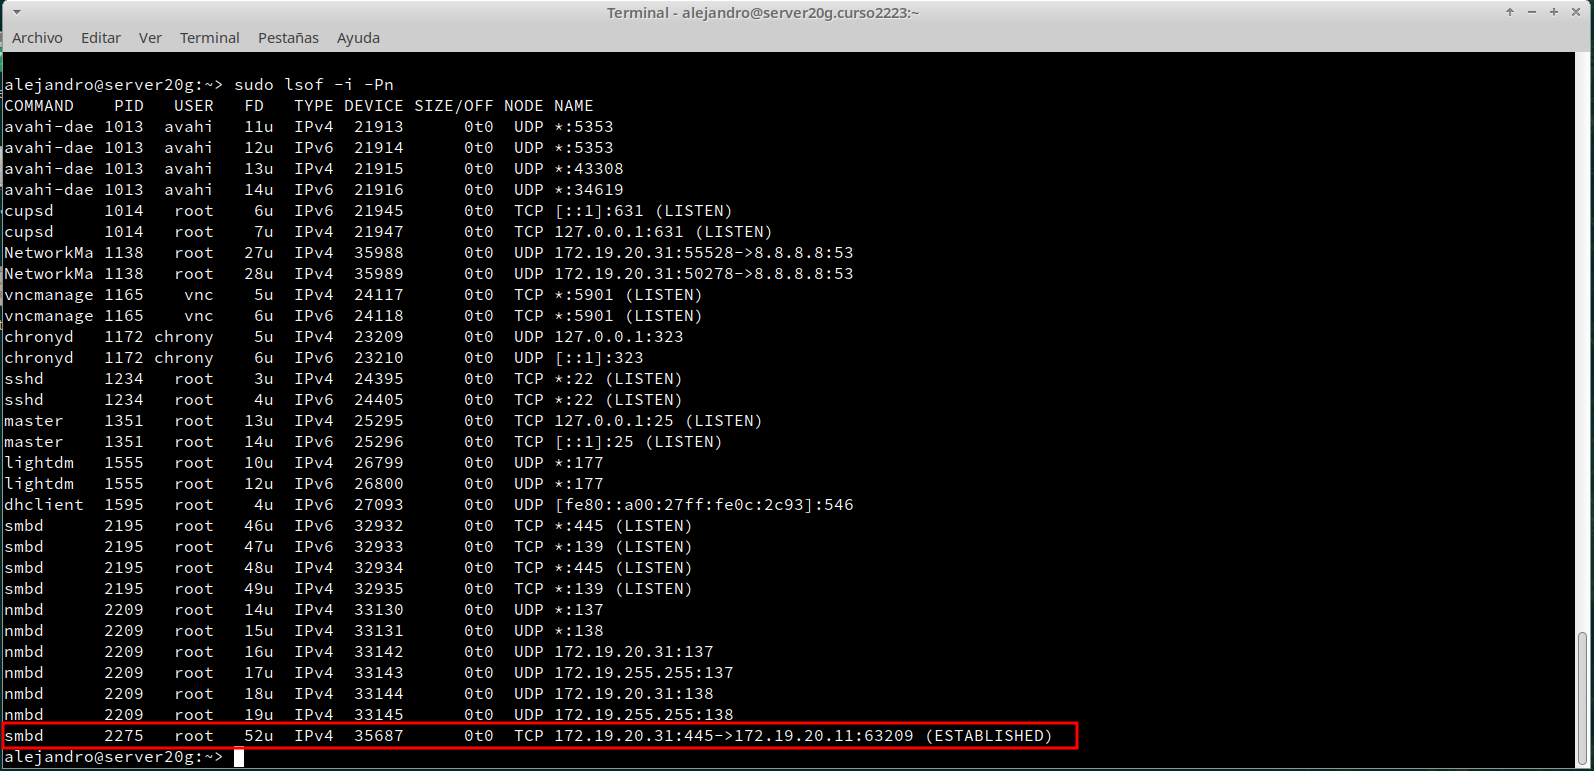 Terminal - alejandro@server20g.curso2223:~
Archivo Editar Ver Terminal Pestañas Ayuda
alejandro@server20g:~> sudo lsof -i -Pn
COMMAND    PID   USER   FD   TYPE DEVICE SIZE/OFF NODE NAME
avahi-dae 1013  avahi   11u  IPv4  21913      0t0  UDP *:5353
avahi-dae 1013  avahi   12u  IPv6  21914      0t0  UDP *:5353
avahi-dae 1013  avahi   13u  IPv4  21915      0t0  UDP *:43308
avahi-dae 1013  avahi   14u  IPv6  21916      0t0  UDP *:34619
cupsd     1014   root    6u  IPv6  21945      0t0  TCP [::1]:631 (LISTEN)
cupsd     1014   root    7u  IPv4  21947      0t0  TCP 127.0.0.1:631 (LISTEN)
NetworkMa 1138   root   27u  IPv4  35988      0t0  UDP 172.19.20.31:55528->8.8.8.8:53
NetworkMa 1138   root   28u  IPv4  35989      0t0  UDP 172.19.20.31:50278->8.8.8.8:53
vncmanage 1165    vnc    5u  IPv4  24117      0t0  TCP *:5901 (LISTEN)
vncmanage 1165    vnc    6u  IPv6  24118      0t0  TCP *:5901 (LISTEN)
chronyd   1172 chrony    5u  IPv4  23209      0t0  UDP 127.0.0.1:323
chronyd   1172 chrony    6u  IPv6  23210      0t0  UDP [::1]:323
sshd      1234   root    3u  IPv4  24395      0t0  TCP *:22 (LISTEN)
sshd      1234   root    4u  IPv6  24405      0t0  TCP *:22 (LISTEN)
master    1351   root   13u  IPv4  25295      0t0  TCP 127.0.0.1:25 (LISTEN)
master    1351   root   14u  IPv6  25296      0t0  TCP [::1]:25 (LISTEN)
lightdm   1555   root   10u  IPv4  26799      0t0  UDP *:177
lightdm   1555   root   12u  IPv6  26800      0t0  UDP *:177
dhclient  1595   root    4u  IPv6  27093      0t0  UDP [fe80::a00:27ff:fe0c:2c93]:546
smbd      2195   root   46u  IPv6  32932      0t0  TCP *:445 (LISTEN)
smbd      2195   root   47u  IPv6  32933      0t0  TCP *:139 (LISTEN)
smbd      2195   root   48u  IPv4  32934      0t0  TCP *:445 (LISTEN)
smbd      2195   root   49u  IPv4  32935      0t0  TCP *:139 (LISTEN)
nmbd      2209   root   14u  IPv4  33130      0t0  UDP *:137
nmbd      2209   root   15u  IPv4  33131      0t0  UDP *:138
nmbd      2209   root   16u  IPv4  33142      0t0  UDP 172.19.20.31:137
nmbd      2209   root   17u  IPv4  33143      0t0  UDP 172.19.255.255:137
nmbd      2209   root   18u  IPv4  33144      0t0  UDP 172.19.20.31:138
nmbd      2209   root   19u  IPv4  33145      0t0  UDP 172.19.255.255:138
smbd      2275   root   52u  IPv4  35687      0t0  TCP 172.19.20.31:445->172.19.20.11:63209 (ESTABLISHED)
alejandro@server20g:~>